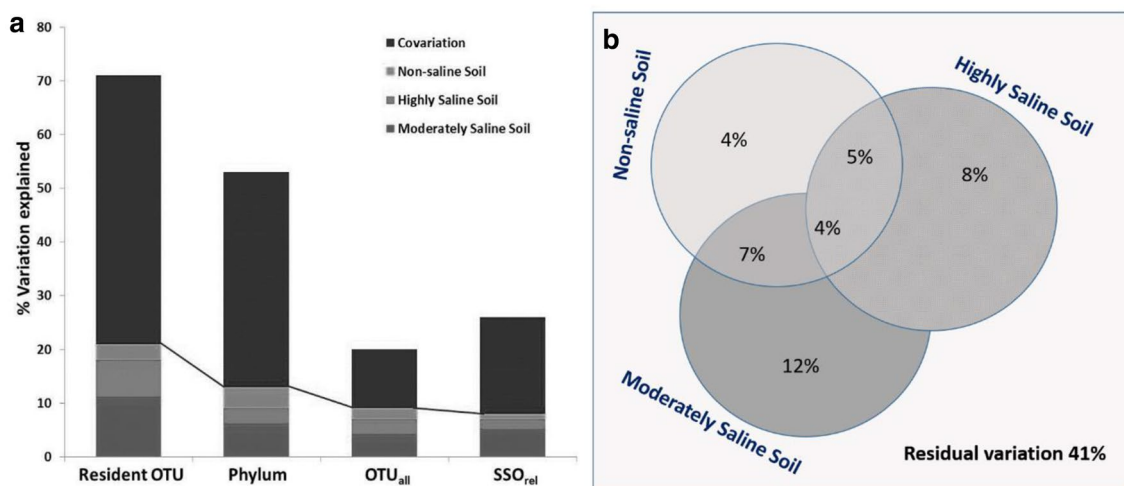 a
% Variation explained
80
70
60
50
40
30
20
10
0
Covariation
Non-saline Soil
Highly Saline Soil
Moderately Saline Soil
Resident OTU
Phylum
OTUall
SSOrel
b
Non-saline Soil
Highly Saline Soil
Moderately Saline Soil
4%
5%
8%
4%
7%
12%
Residual variation 41%